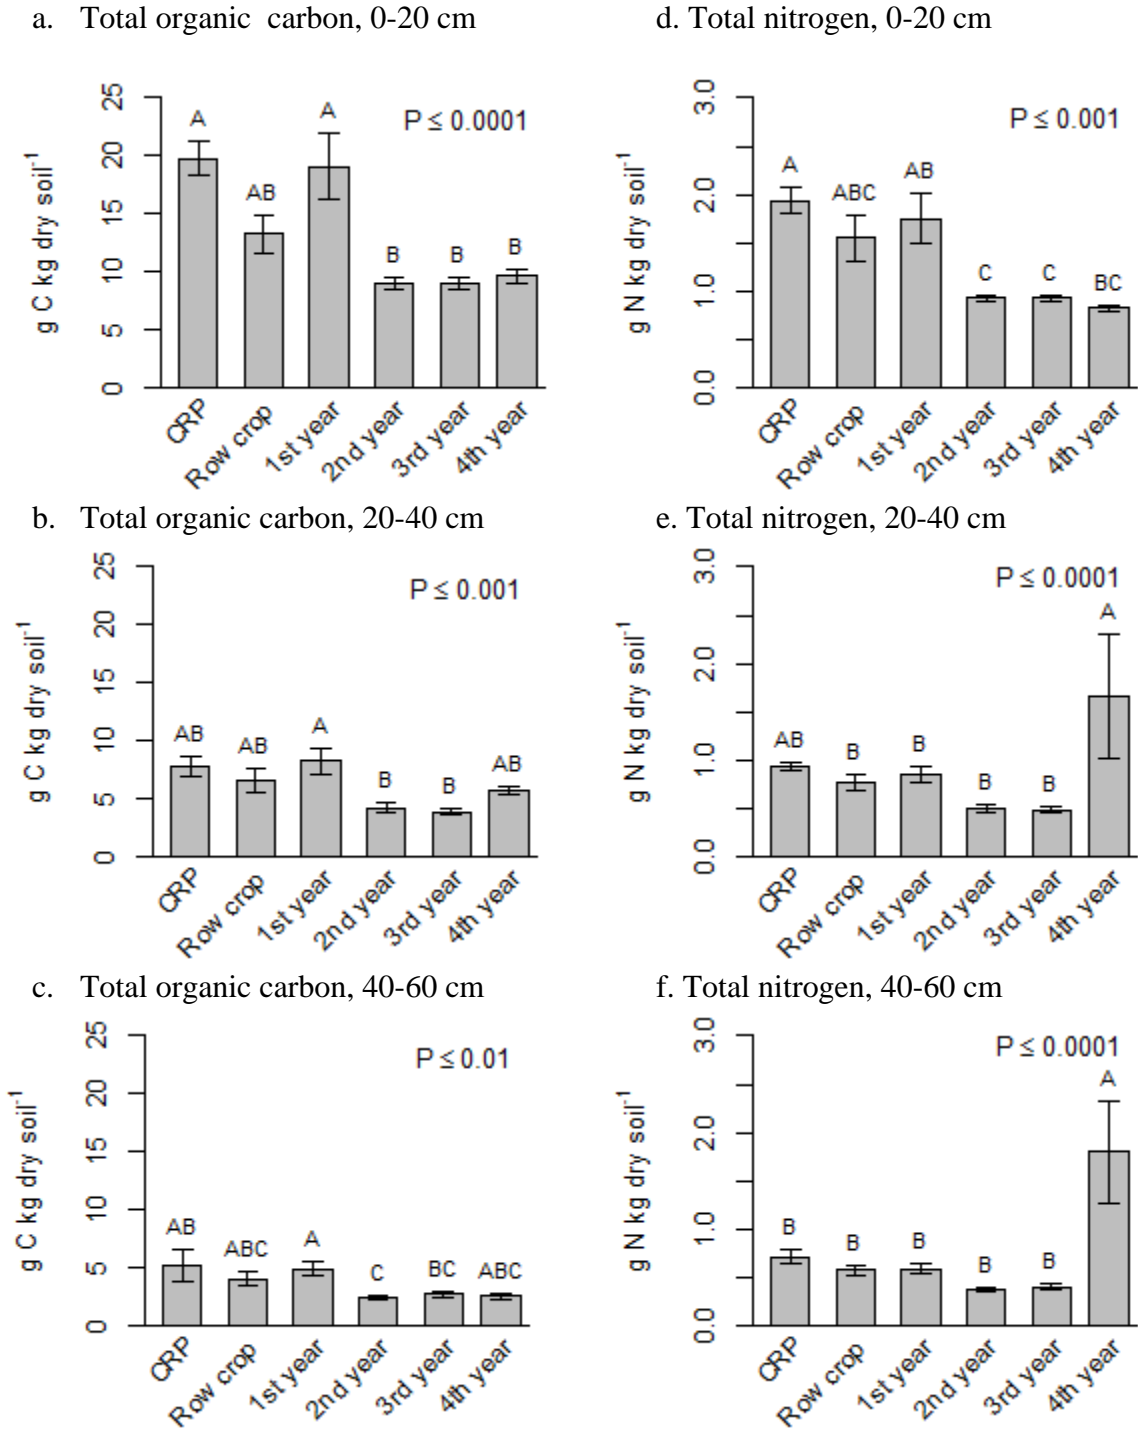 a. Total organic carbon, 0-20 cm
25
20
15
10
5
0
g C kg dry soil-1
P ≤ 0.0001
A
AB
A
B
B
B
CRP
Row crop
1st year
2nd year
3rd year
4th year
d. Total nitrogen, 0-20 cm
3.0
2.0
1.0
0.0
g N kg dry soil-1
P ≤ 0.001
A
ABC
AB
C
C
BC
CRP
Row crop
1st year
2nd year
3rd year
4th year
b. Total organic carbon, 20-40 cm
25
20
15
10
5
0
g C kg dry soil-1
P ≤ 0.001
AB
AB
A
B
B
AB
CRP
Row crop
1st year
2nd year
3rd year
4th year
e. Total nitrogen, 20-40 cm
3.0
2.0
1.0
0.0
g N kg dry soil-1
P ≤ 0.0001
AB
B
B
B
B
A
CRP
Row crop
1st year
2nd year
3rd year
4th year
c. Total organic carbon, 40-60 cm
25
20
15
10
5
0
g C kg dry soil-1
P ≤ 0.01
AB
ABC
A
C
BC
ABC
CRP
Row crop
1st year
2nd year
3rd year
4th year
f. Total nitrogen, 40-60 cm
3.0
2.0
1.0
0.0
g N kg dry soil-1
P ≤ 0.0001
B
B
B
B
B
A
CRP
Row crop
1st year
2nd year
3rd year
4th year